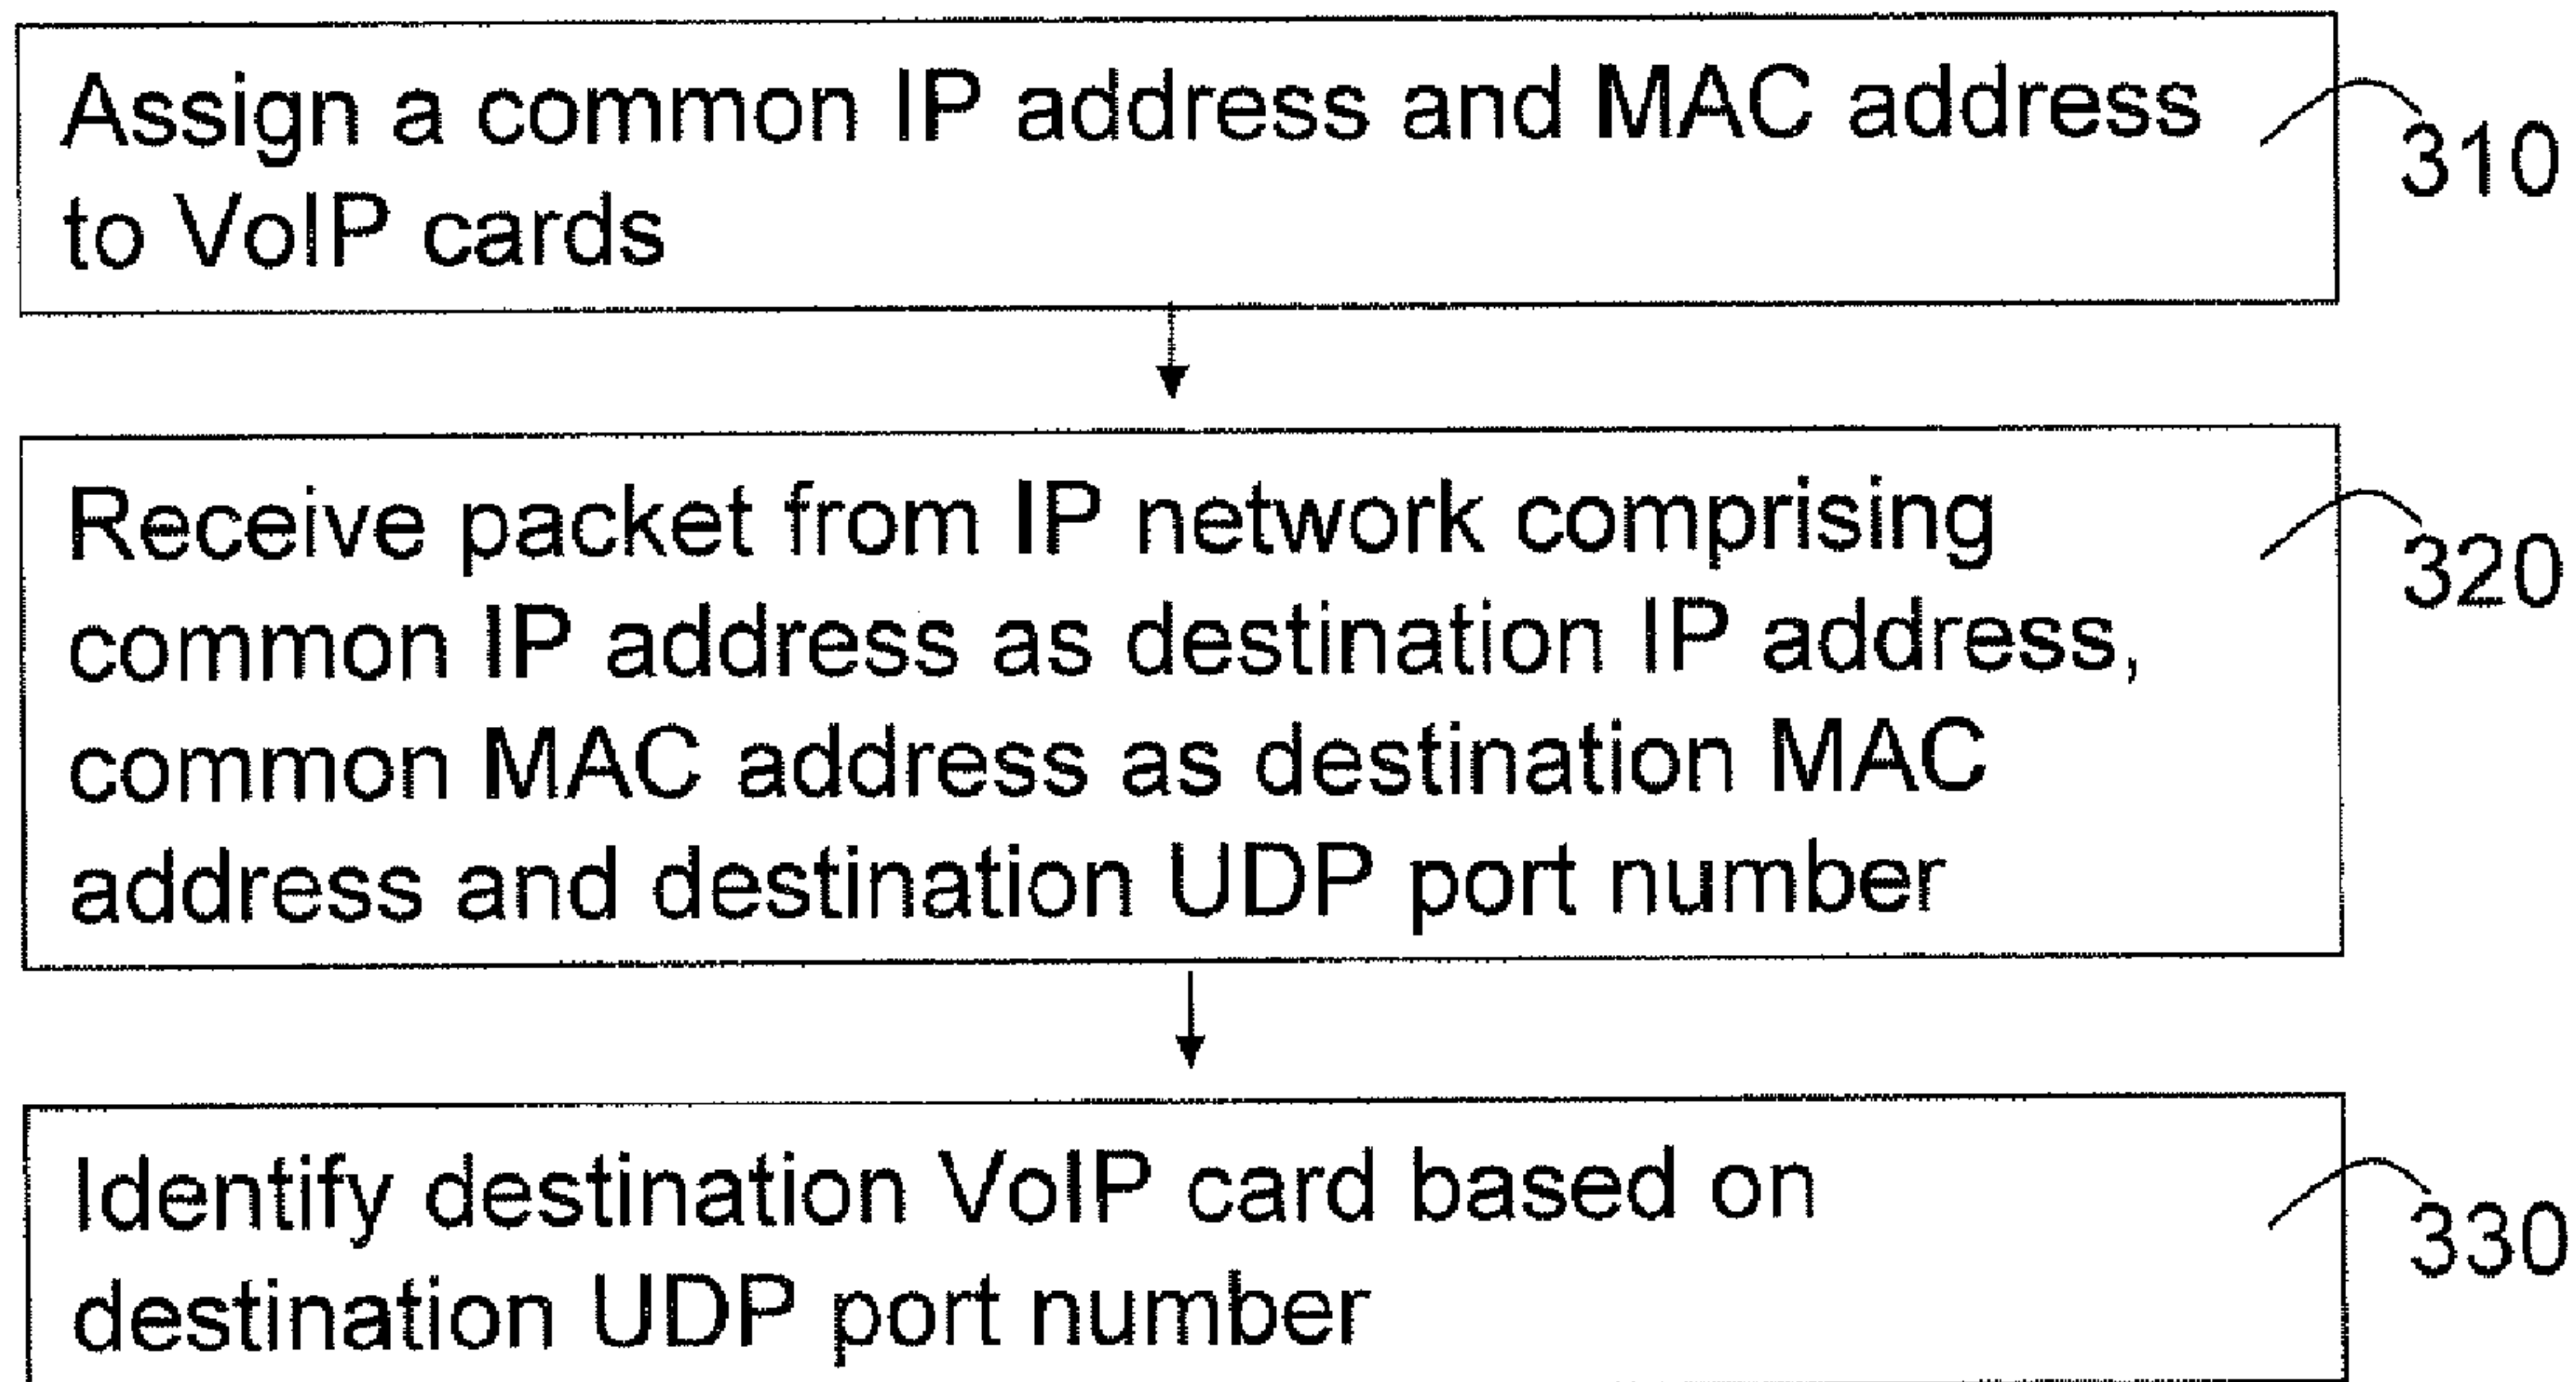 Assign a common IP address and MAC address
to VoIP cards
310
Receive packet from IP network comprising
common IP address as destination IP address,
common MAC address as destination MAC
address and destination UDP port number
320
Identify destination VoIP card based on
destination UDP port number
330